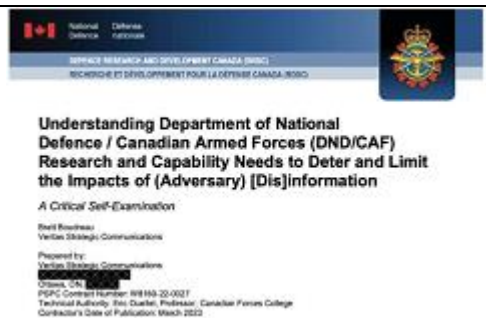 National Defence
Défense nationale
DEFENCE RESEARCH AND DEVELOPMENT CANADA (DRDC)
RECHERCHE ET DÉVELOPPEMENT POUR LA DÉFENSE CANADA (RDDC)
Understanding Department of National
Defence / Canadian Armed Forces (DND/CAF)
Research and Capability Needs to Deter and Limit
the Impacts of (Adversary) [Dis]information
A Critical Self-Examination
Brett Boudreau
Veritas Strategic Communications
Prepared by:
Veritas Strategic Communications
Ottawa, ON,
PSPC Contract Number: W8160-22-0027
Technical Authority: Eric Ouellet, Professor, Canadian Forces College
Contractor's Date of Publication: March 2023